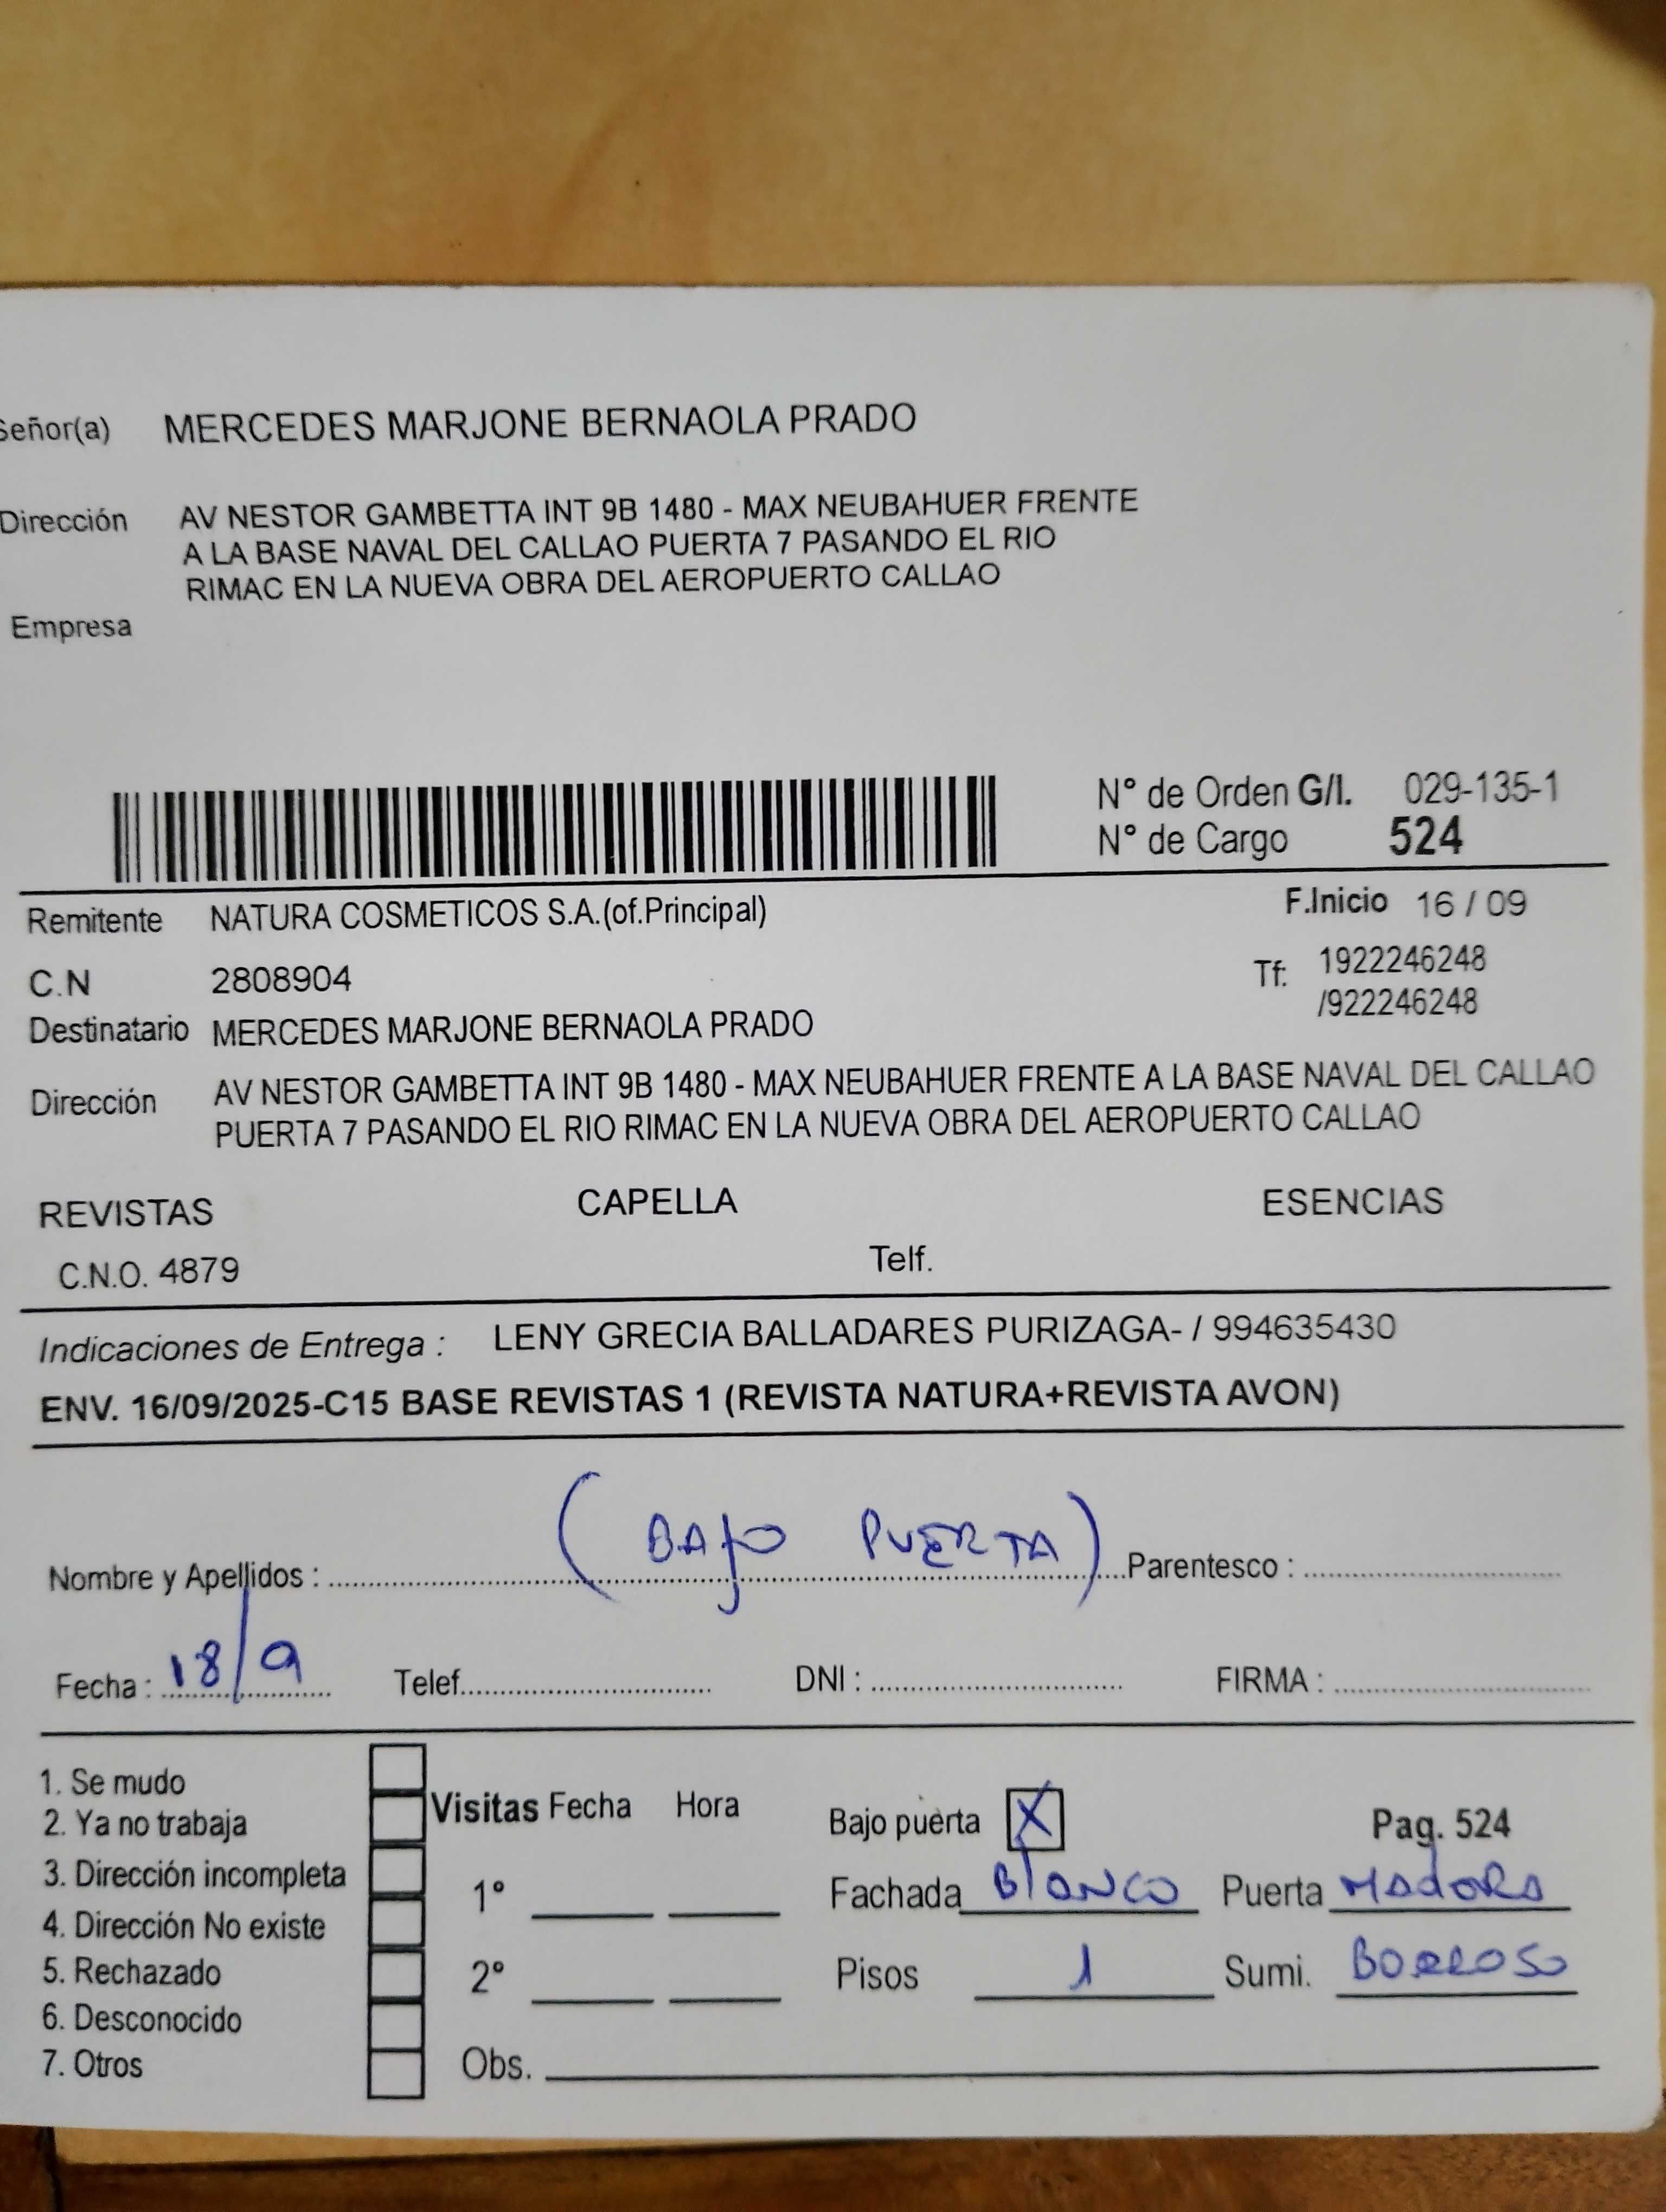 Señor(a) MERCEDES MARJONE BERNAOLA PRADO
Dirección AV NESTOR GAMBETTA INT 9B 1480 - MAX NEUBAHUER FRENTE
A LA BASE NAVAL DEL CALLAO PUERTA 7 PASANDO EL RIO
RIMAC EN LA NUEVA OBRA DEL AEROPUERTO CALLAO
Empresa
N° de Orden G/I. 029-135-1
N° de Cargo 524
Remitente NATURA COSMETICOS S.A.(of.Principal) F.Inicio 16 / 09
C.N 2808904 Tf: 1922246248
/922246248
Destinatario MERCEDES MARJONE BERNAOLA PRADO
Dirección AV NESTOR GAMBETTA INT 9B 1480 - MAX NEUBAHUER FRENTE A LA BASE NAVAL DEL CALLAO
PUERTA 7 PASANDO EL RIO RIMAC EN LA NUEVA OBRA DEL AEROPUERTO CALLAO
REVISTAS CAPELLA ESENCIAS
C.N.O. 4879 Telf.
Indicaciones de Entrega : LENY GRECIA BALLADARES PURIZAGA- / 994635430
ENV. 16/09/2025-C15 BASE REVISTAS 1 (REVISTA NATURA+REVISTA AVON)
Nombre y Apellidos : (BAJO PUERTA) Parentesco :
Fecha : 18/9 Telef. DNI : FIRMA :
1. Se mudo
2. Ya no trabaja
3. Dirección incompleta
4. Dirección No existe
5. Rechazado
6. Desconocido
7. Otros
Visitas Fecha Hora
1°
2°
Obs.
Bajo puerta X Pag. 524
Fachada Blanco Puerta MADORA
Pisos 1 Sumi. BORROSO